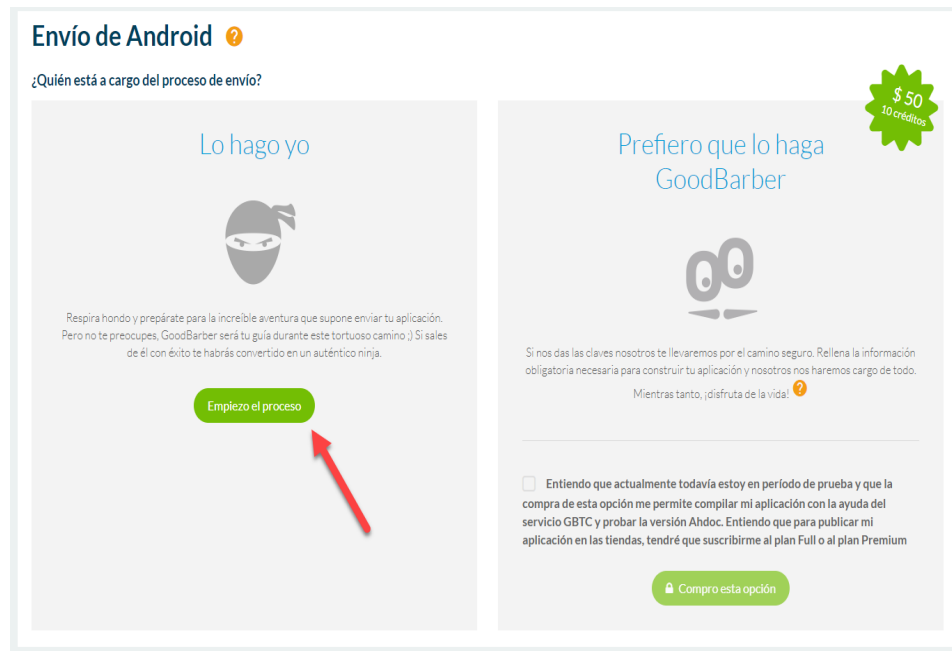 Envío de Android ?
¿Quién está a cargo del proceso de envío?
Lo hago yo
Respira hondo y prepárate para la increíble aventura que supone enviar tu aplicación.
Pero no te preocupes, GoodBarber será tu guía durante este tortuoso camino ;) Si sales
de él con éxito te habrás convertido en un auténtico ninja.
Empiezo el proceso
$ 50
10 créditos
Prefiero que lo haga
GoodBarber
Si nos das las claves nosotros te llevaremos por el camino seguro. Rellena la información
obligatoria necesaria para construir tu aplicación y nosotros nos haremos cargo de todo.
Mientras tanto, ¡disfruta de la vida! ?
Entiendo que actualmente todavía estoy en período de prueba y que la
compra de esta opción me permite compilar mi aplicación con la ayuda del
servicio GBTC y probar la versión Ahdoc. Entiendo que para publicar mi
aplicación en las tiendas, tendré que suscribirme al plan Full o al plan Premium
Compro esta opción